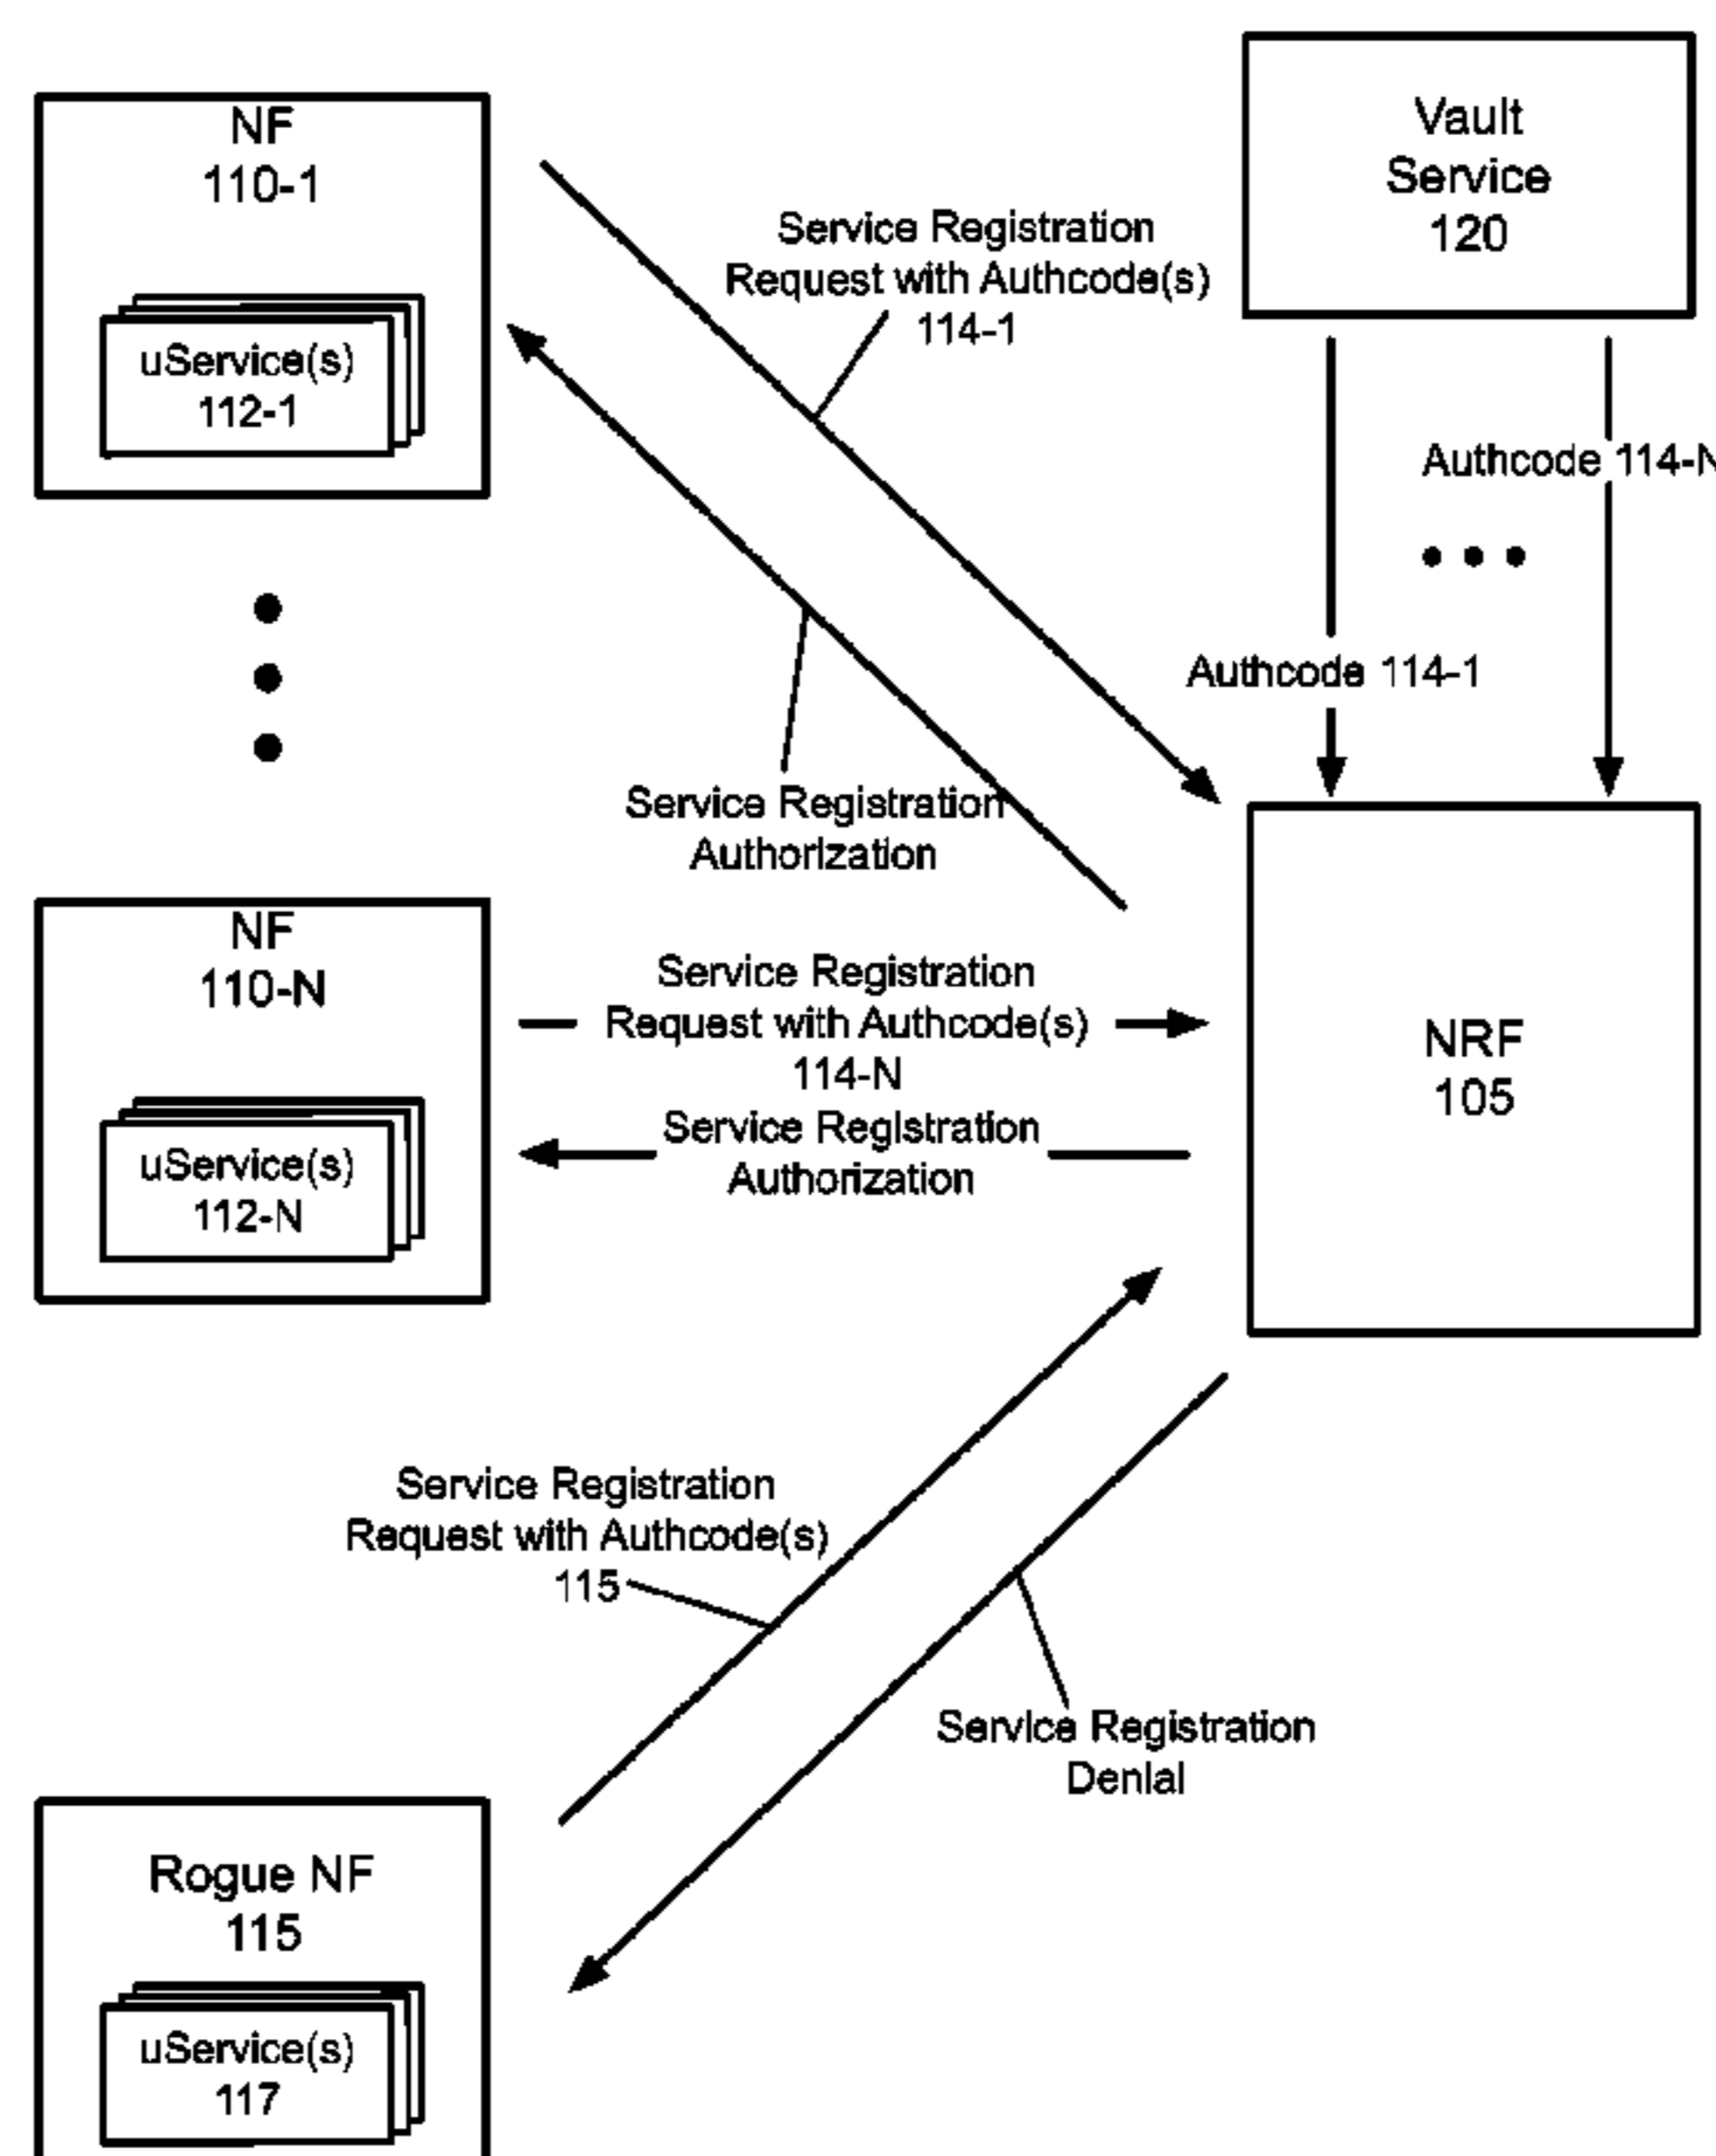 NF
110-1
uService(s)
112-1
Service Registration
Request with Authcode(s)
114-1
Vault
Service
120
Authcode 114-N
Authcode 114-1
Service Registration
Authorization
NF
110-N
uService(s)
112-N
Service Registration
Request with Authcode(s)
114-N
Service Registration
Authorization
NRF
105
Service Registration
Request with Authcode(s)
115
Service Registration
Denial
Rogue NF
115
uService(s)
117